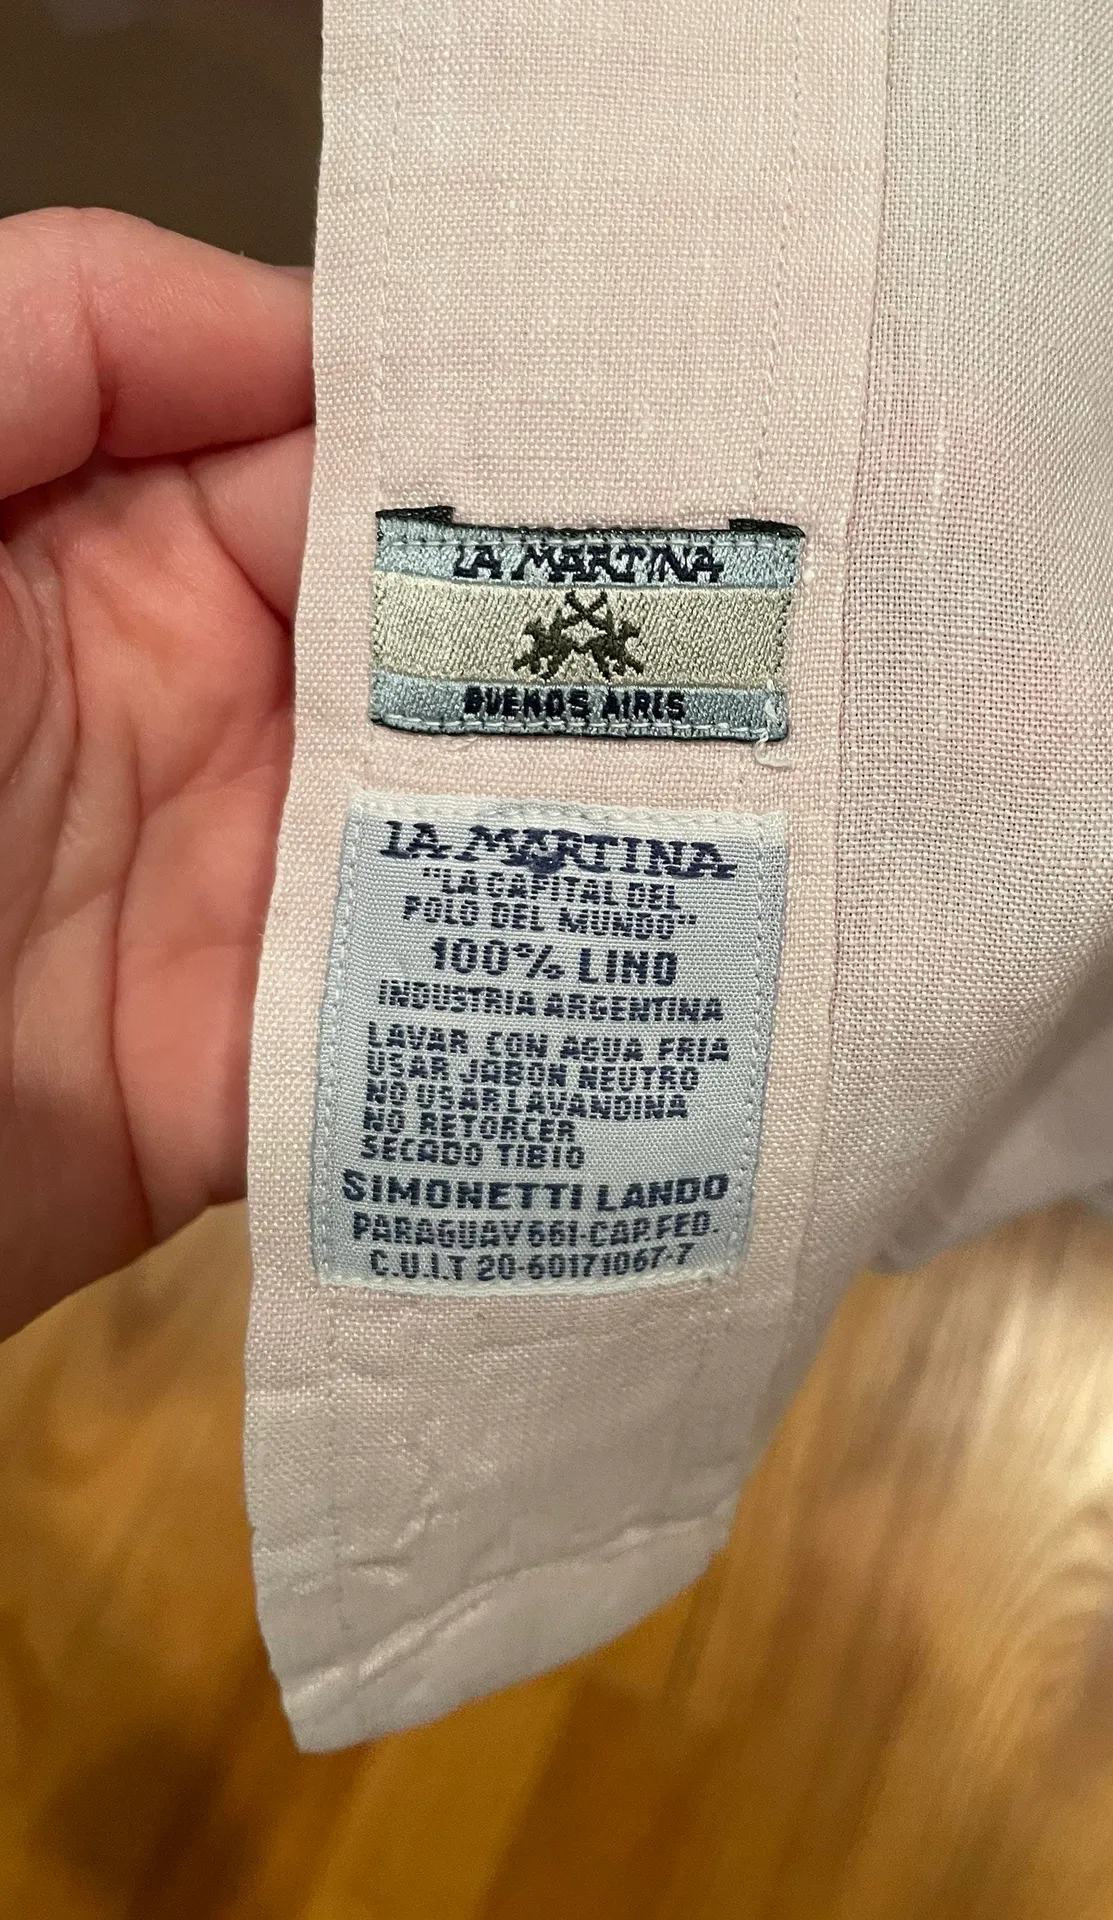 LA MARTINA
BUENOS AIRES
LA MARTINA
"LA CAPITAL DEL
POLO DEL MUNDO"
100% LINO
INDUSTRIA ARGENTINA
LAVAR CON AGUA FRIA
USAR JABON NEUTRO
NO USAR LAVANDINA
NO RETORCER
SECADO TIBIO
SIMONETTI LANDO
PARAGUAY 661-CAP.FED.
C.U.I.T 20-60171067-7